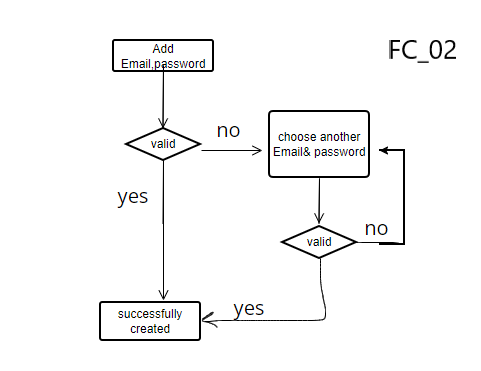 FC_02
Add
Email,password
valid
no
choose another
Email& password
yes
valid
no
yes
successfully
created